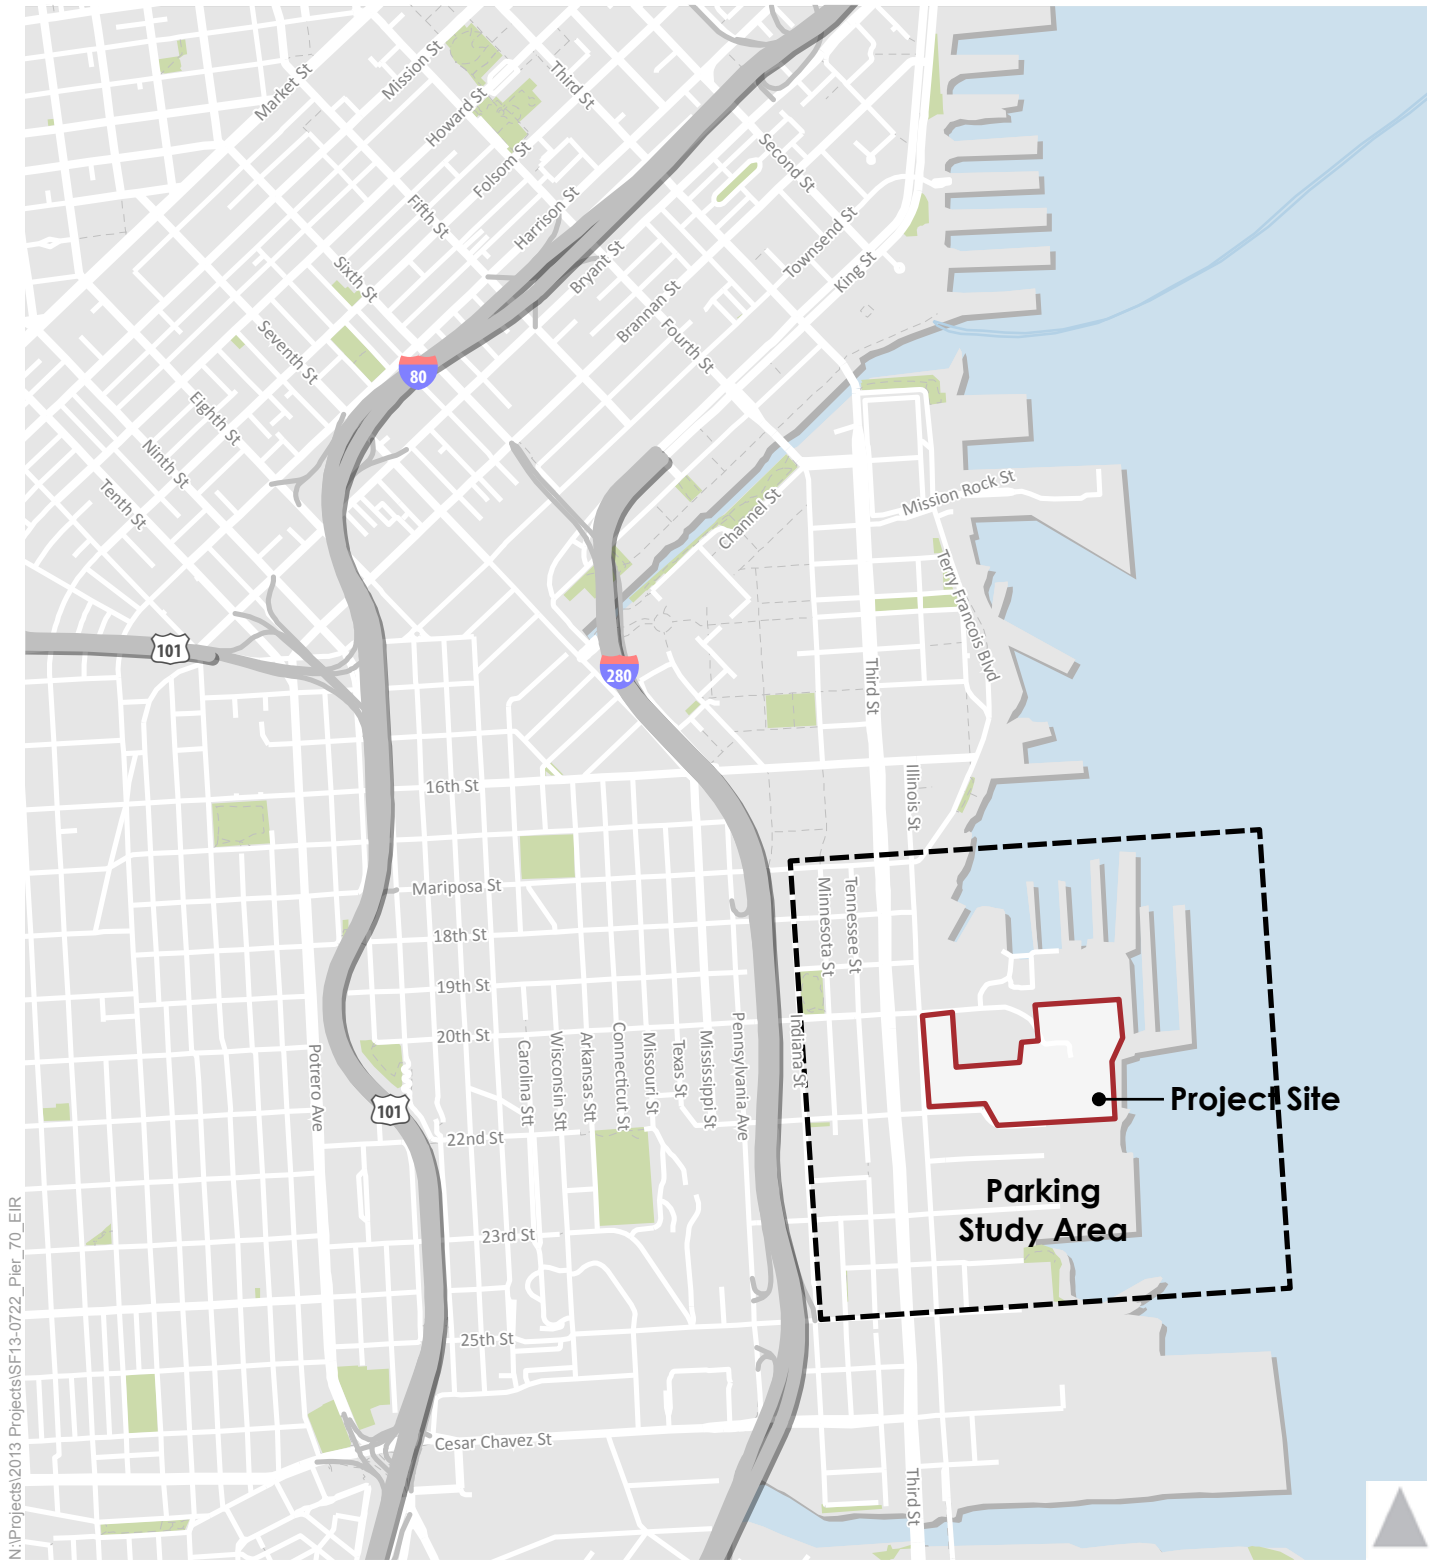 Market St
Mission St
Third St
Howard St
Folsom St
Second St
Fifth St
Harrison St
Townsend St
Bryant St
King St
Sixth St
Brannan St
Fourth St
Seventh St
80
Eighth St
Ninth St
Tenth St
Mission Rock St
Channel St
Terry Francois Blvd
101
280
Third St
16th St
Illinois St
Mariposa St
Minnesota St
Tennessee St
18th St
19th St
20th St
Indiana St
Potrero Ave
Carolina Stt
Wisconsin Stt
Arkansas Stt
Connecticut St
Missouri St
Texas St
Mississippi St
Pennsylvania Ave
101
Project Site
22nd St
Parking
Study Area
23rd St
25th St
Cesar Chavez St
Third St
N:\Projects\2013 Projects\SF13-0722_Pier_70_EIR